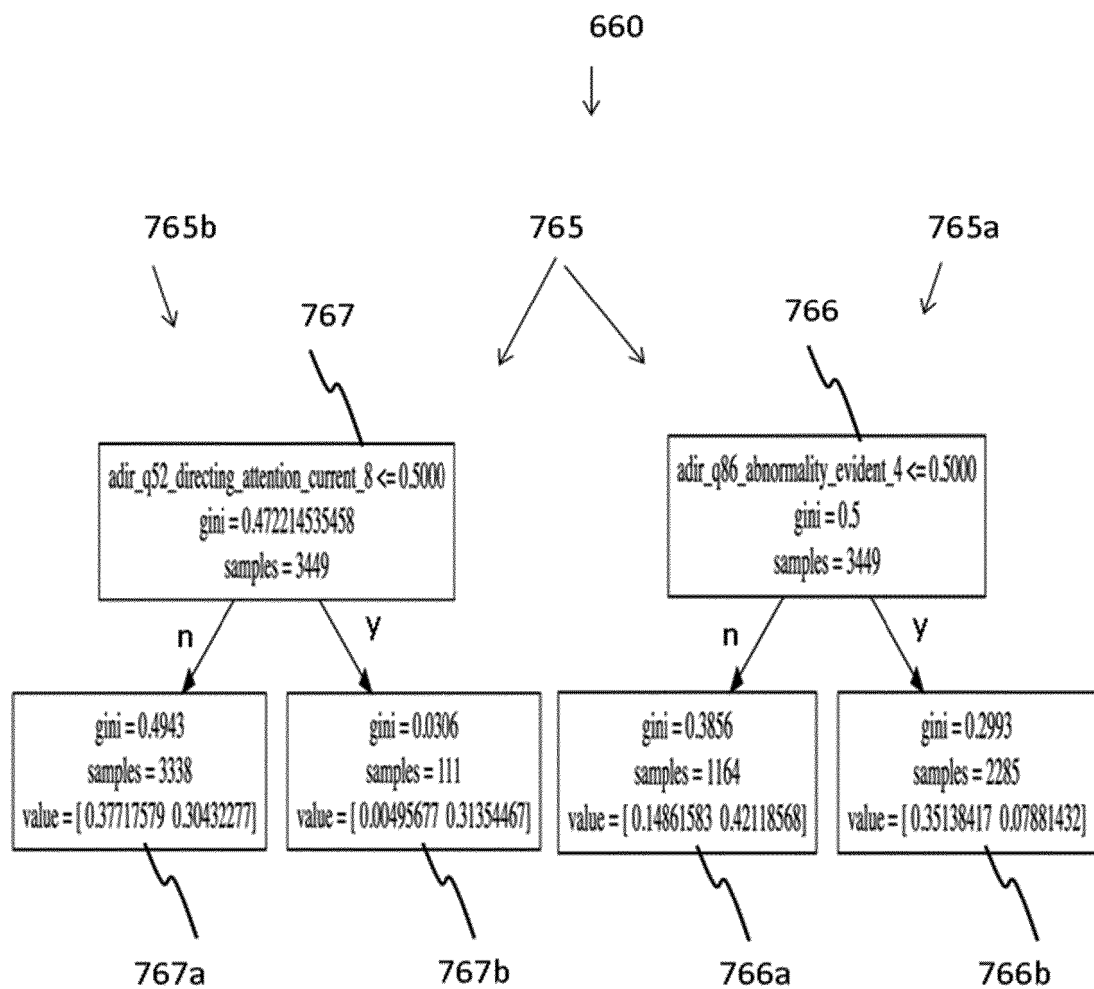 660
765b
765
765a
767
766
adir_q52_directing_attention_current_8 <= 0.5000
gini = 0.472214535458
samples = 3449
adir_q86_abnormality_evident_4 <= 0.5000
gini = 0.5
samples = 3449
n
y
n
y
gini = 0.4943
samples = 3338
value = [ 0.37717579 0.30432277]
gini = 0.0306
samples = 111
value = [ 0.00495677 0.31354467]
gini = 0.3856
samples = 1164
value = [ 0.14861583 0.42118568]
gini = 0.2993
samples = 2285
value = [ 0.35138417 0.07881432]
767a
767b
766a
766b